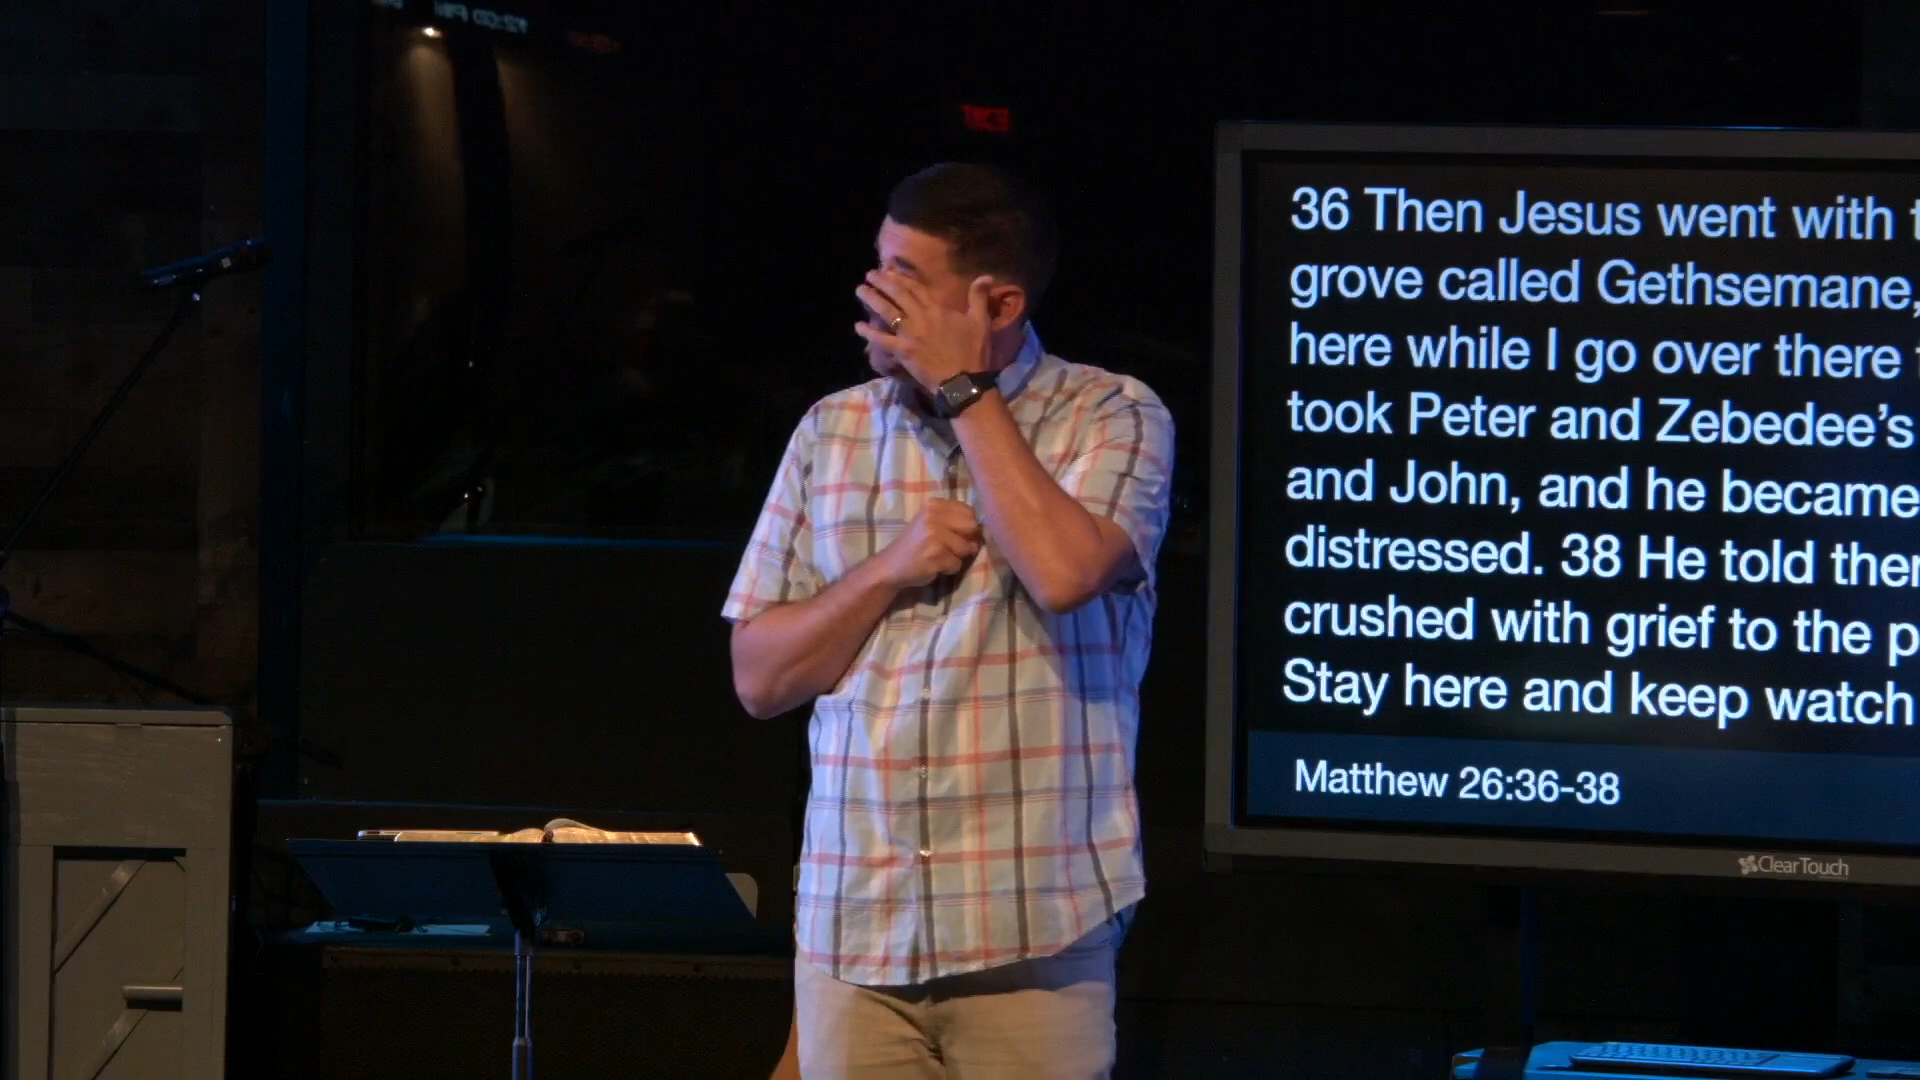 36 Then Jesus went with
grove called Gethsemane,
here while I go over there
took Peter and Zebedee's
and John, and he became
distressed. 38 He told
crushed with grief to the
Stay here and keep watch
Matthew 26:36-38
ClearTouch